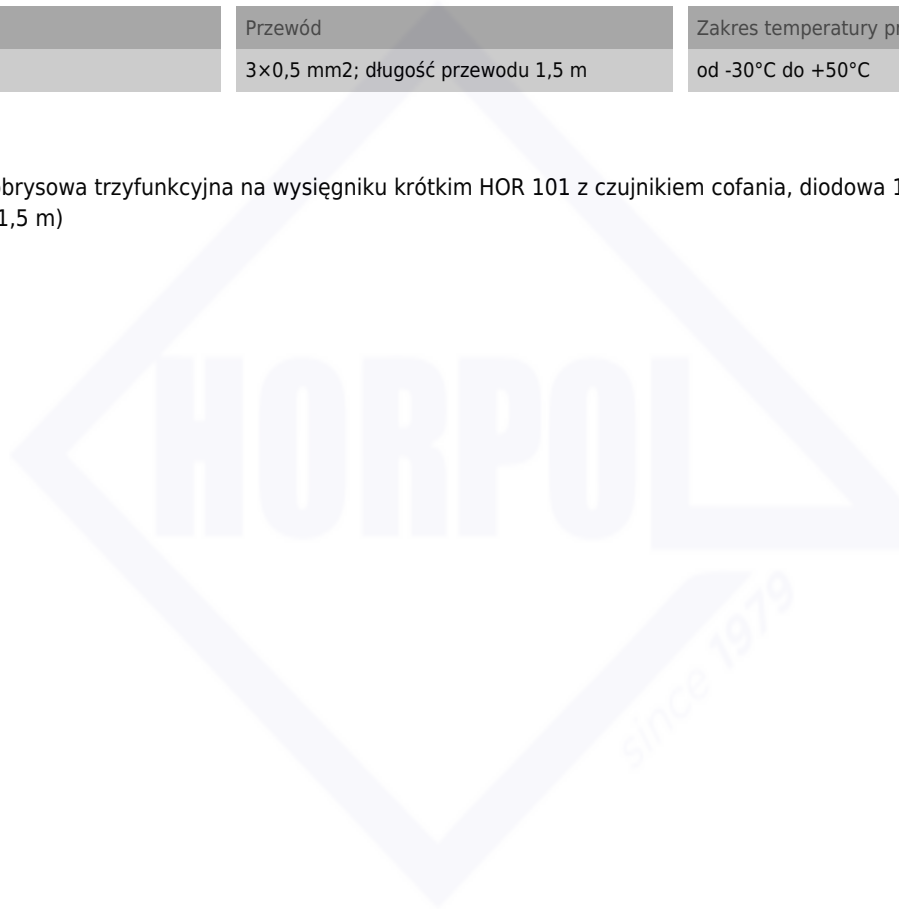 Przewód
Zakres temperatury
3×0,5 mm2; długość przewodu 1,5 m
od -30°C do +50°C
brysowa trzyfunkcyjna na wysięgniku krótkim HOR 101 z czujnikiem cofania, diodowa 1
1,5 m)
HORPOL
since 1979